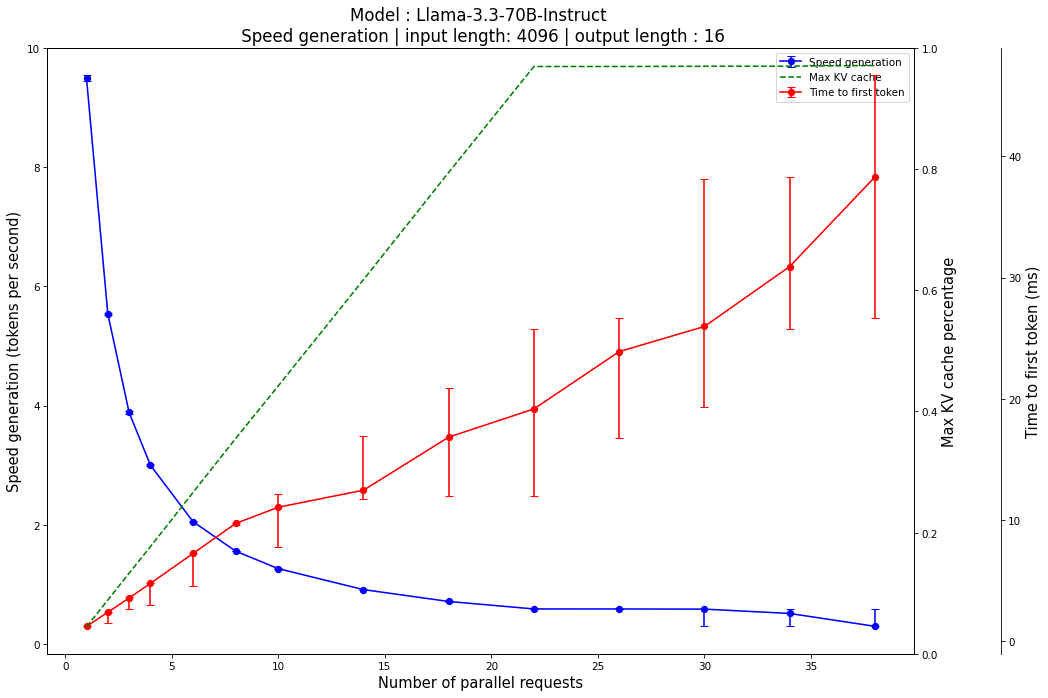 Model : Llama-3.3-70B-Instruct
Speed generation | input length: 4096 | output length : 16
Speed generation (tokens per second)
10
8
6
4
2
0
Speed generation
Max KV cache
Time to first token
1.0
0.8
0.6
0.4
0.2
0.0
Max KV cache percentage
40
30
20
10
0
Time to first token (ms)
0
5
10
15
20
25
30
35
Number of parallel requests